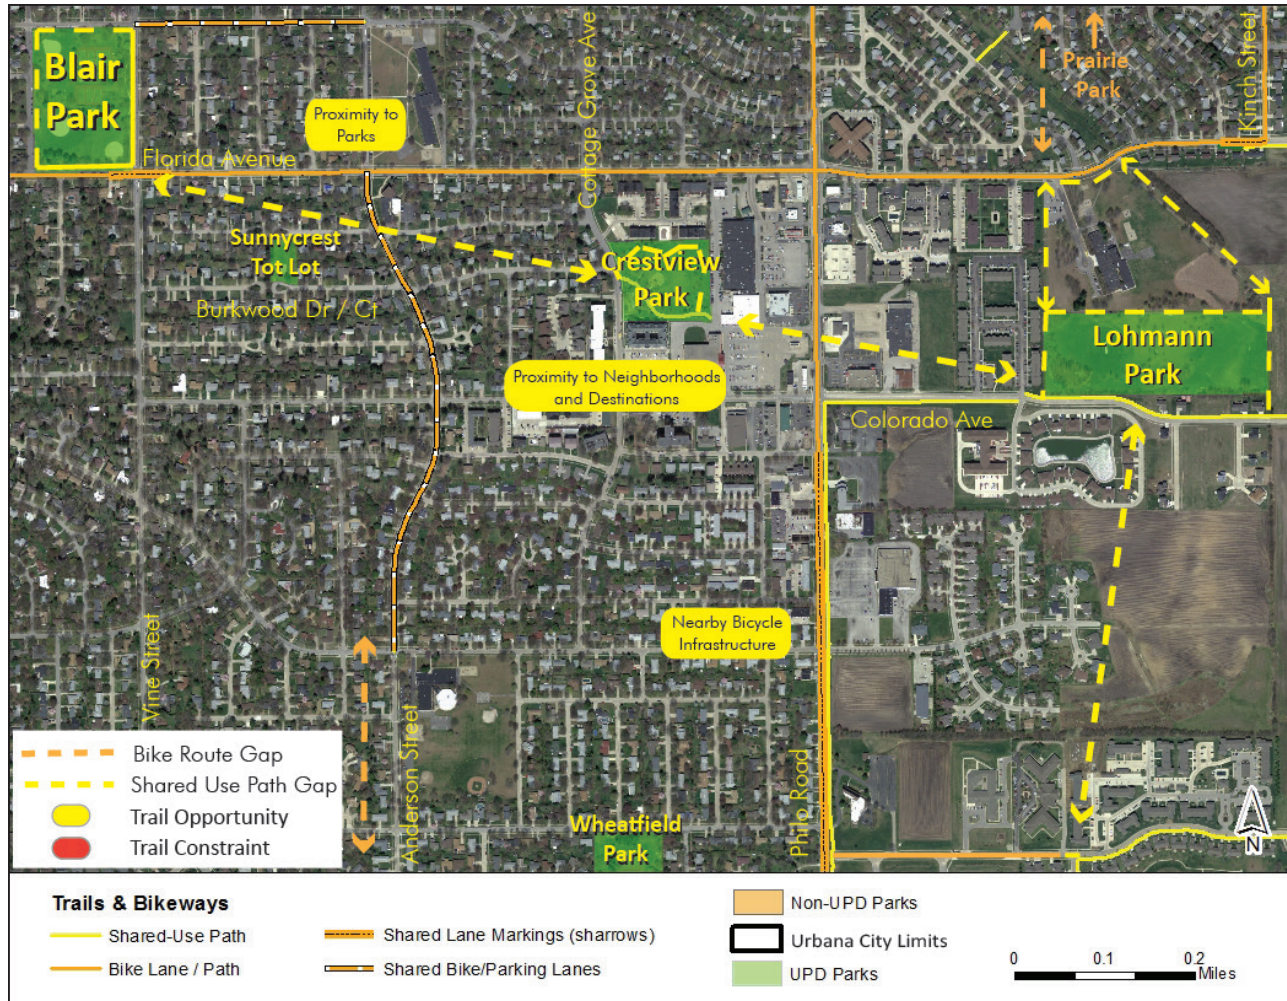 Blair
Park
Proximity to
Parks
Cottage Grove Ave
Prairie
Park
Kinch Street
Florida Avenue
Sunnycrest
Tot Lot
Crestview
Park
Burkwood Dr / Ct
Lohmann
Park
Proximity to Neighborhoods
and Destinations
Colorado Ave
Nearby Bicycle
Infrastructure
Vine Street
Anderson Street
Philo Road
Wheatfield
Park
N
Bike Route Gap
Shared Use Path Gap
Trail Opportunity
Trail Constraint
Trails & Bikeways
Shared-Use Path
Bike Lane / Path
Shared Lane Markings (sharrows)
Shared Bike/Parking Lanes
Non-UPD Parks
Urbana City Limits
UPD Parks
0 0.1 0.2
Miles